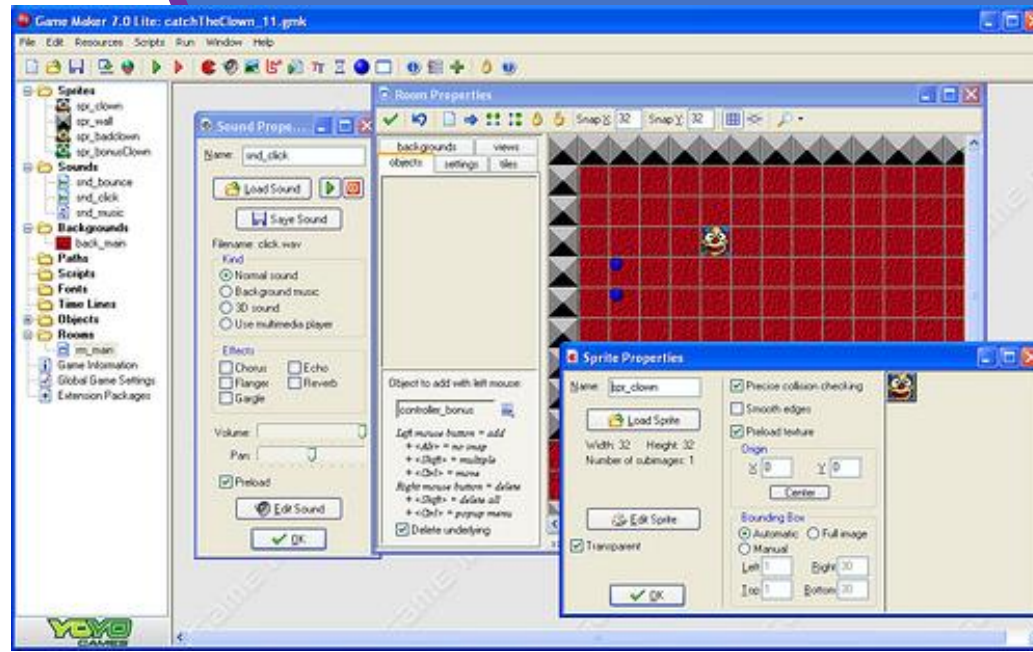 Game Maker 7.0 Lite: catchTheClown_11.gmk
File Edit Resources Scripts Run Window Help
Sprites
spr_clown
spr_wall
spr_badclown
spr_bonusClown
Sounds
snd_bounce
snd_click
snd_music
Backgrounds
back_main
Paths
Scripts
Fonts
Time Lines
Objects
Rooms
rm_main
Game Information
Global Game Settings
Extension Packages
YOYO
GAMES
Sound Prope...
Name: snd_click
Load Sound
Save Sound
Filename: click.wav
Kind
Normal sound
Background music
3D sound
Use multimedia player
Effects
Chorus Echo
Flanger Reverb
Gargle
Volume:
Pan:
Preload
Edit Sound
OK
Room Properties
Snap X: 32 Snap Y: 32
backgrounds views
objects settings tiles
Object to add with left mouse:
controller_bonus
Left mouse button = add
+ <Alt> = no snap
+ <Shift> = multiple
+ <Ctrl> = move
Right mouse button = delete
+ <Shift> = delete all
+ <Ctrl> = popup menu
Delete underlying
Sprite Properties
Name: spr_clown
Load Sprite
Width: 32 Height: 32
Number of subimages: 1
Edit Sprite
Transparent
OK
Precise collision checking
Smooth edges
Preload texture
Origin
X 0 Y 0
Center
Bounding Box
Automatic Full image
Manual
Left 1 Right 30
Top 1 Bottom 30